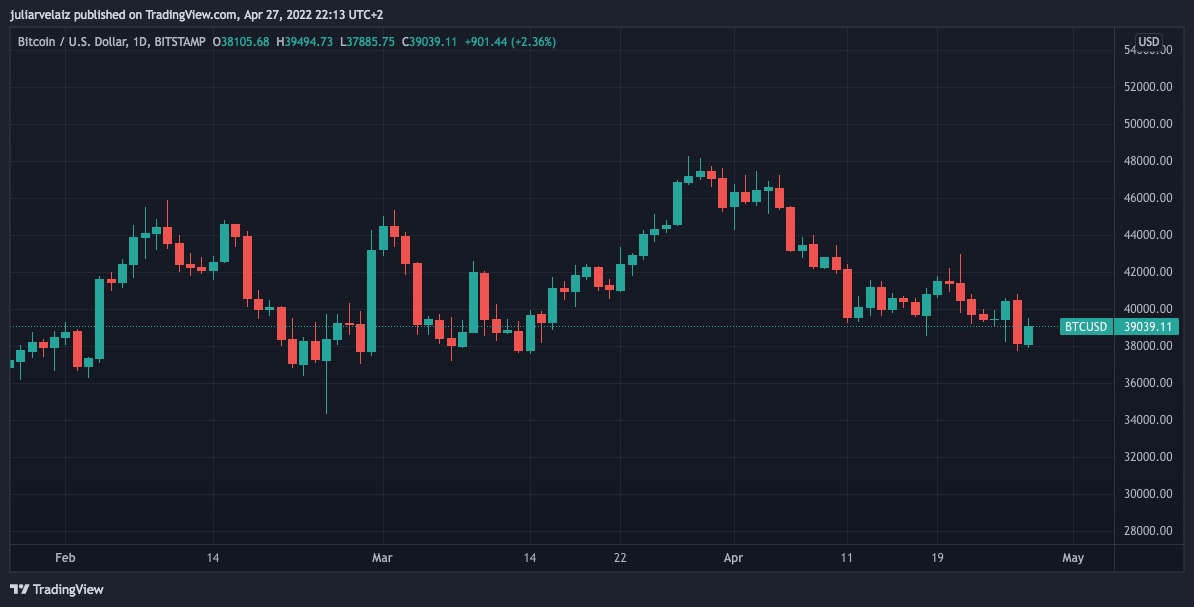 juliarvelaiz published on TradingView.com, Apr 27, 2022 22:13 UTC+2
Bitcoin / U.S. Dollar, 1D, BITSTAMP O38105.68 H39494.73 L37885.75 C39039.11 +901.44 (+2.36%)
USD
52000.00
50000.00
48000.00
46000.00
44000.00
42000.00
40000.00
BTCUSD 39039.11
38000.00
36000.00
34000.00
32000.00
30000.00
28000.00
Feb 14 Mar 14 22 Apr 11 19 May
TradingView